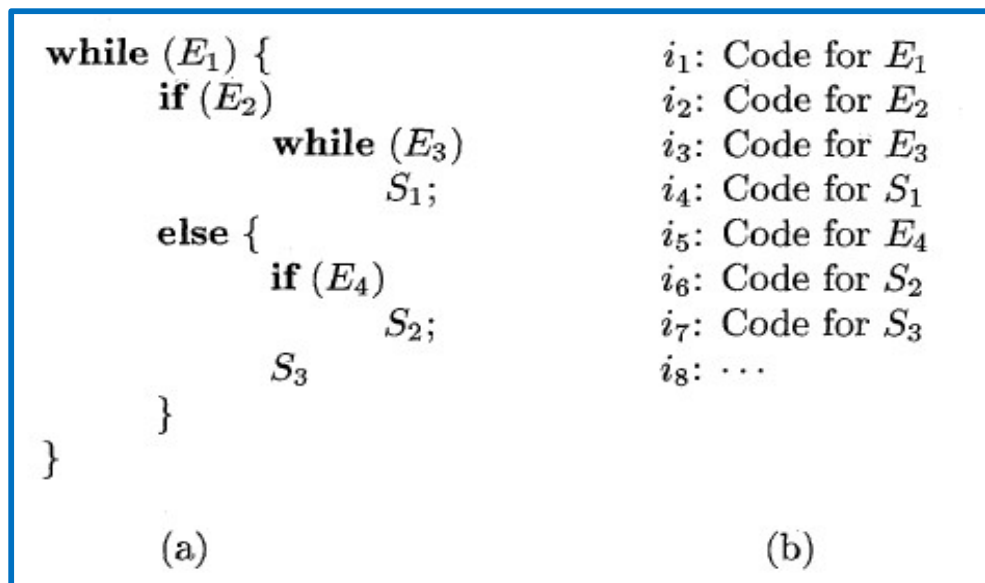 while (E₁) {
if (E₂)
while (E₃)
S₁;
else {
if (E₄)
S₂;
S₃
}
}
(a)
i₁: Code for E₁
i₂: Code for E₂
i₃: Code for E₃
i₄: Code for S₁
i₅: Code for E₄
i₆: Code for S₂
i₇: Code for S₃
i₈: ···
(b)